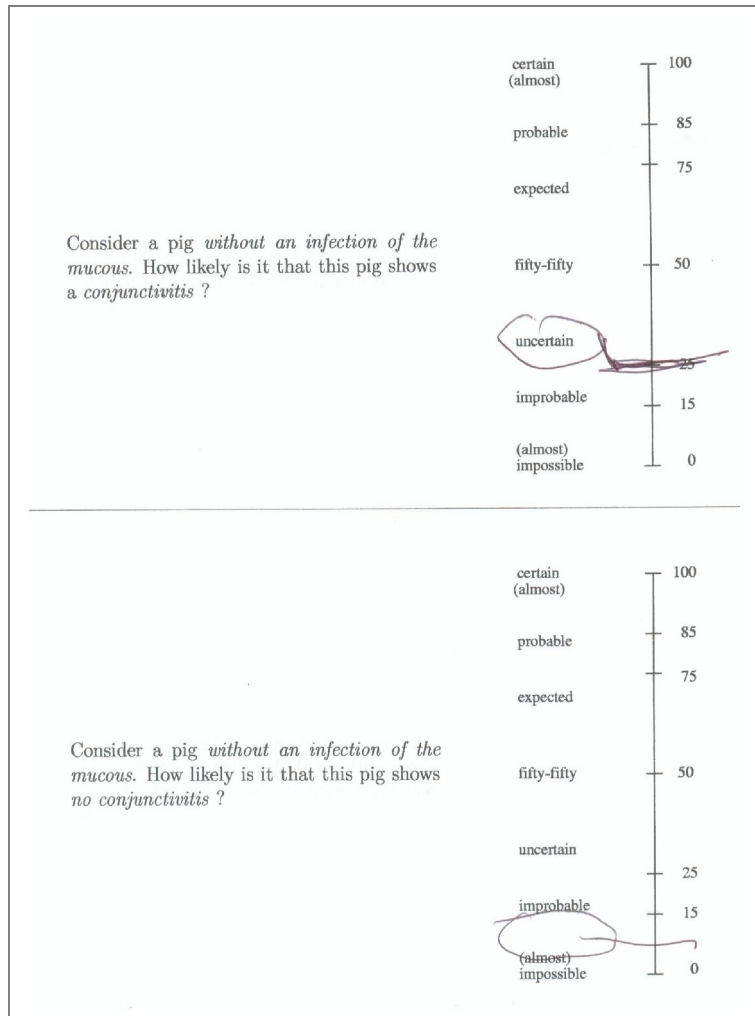 certain 100
(almost)
probable 85
75
expected
Consider a pig without an infection of the
mucous. How likely is it that this pig shows
a conjunctivitis ?
fifty-fifty 50
uncertain
25
improbable
15
(almost)
impossible 0
certain 100
(almost)
probable 85
75
expected
Consider a pig without an infection of the
mucous. How likely is it that this pig shows
no conjunctivitis ?
fifty-fifty 50
uncertain
25
improbable
15
(almost)
impossible 0